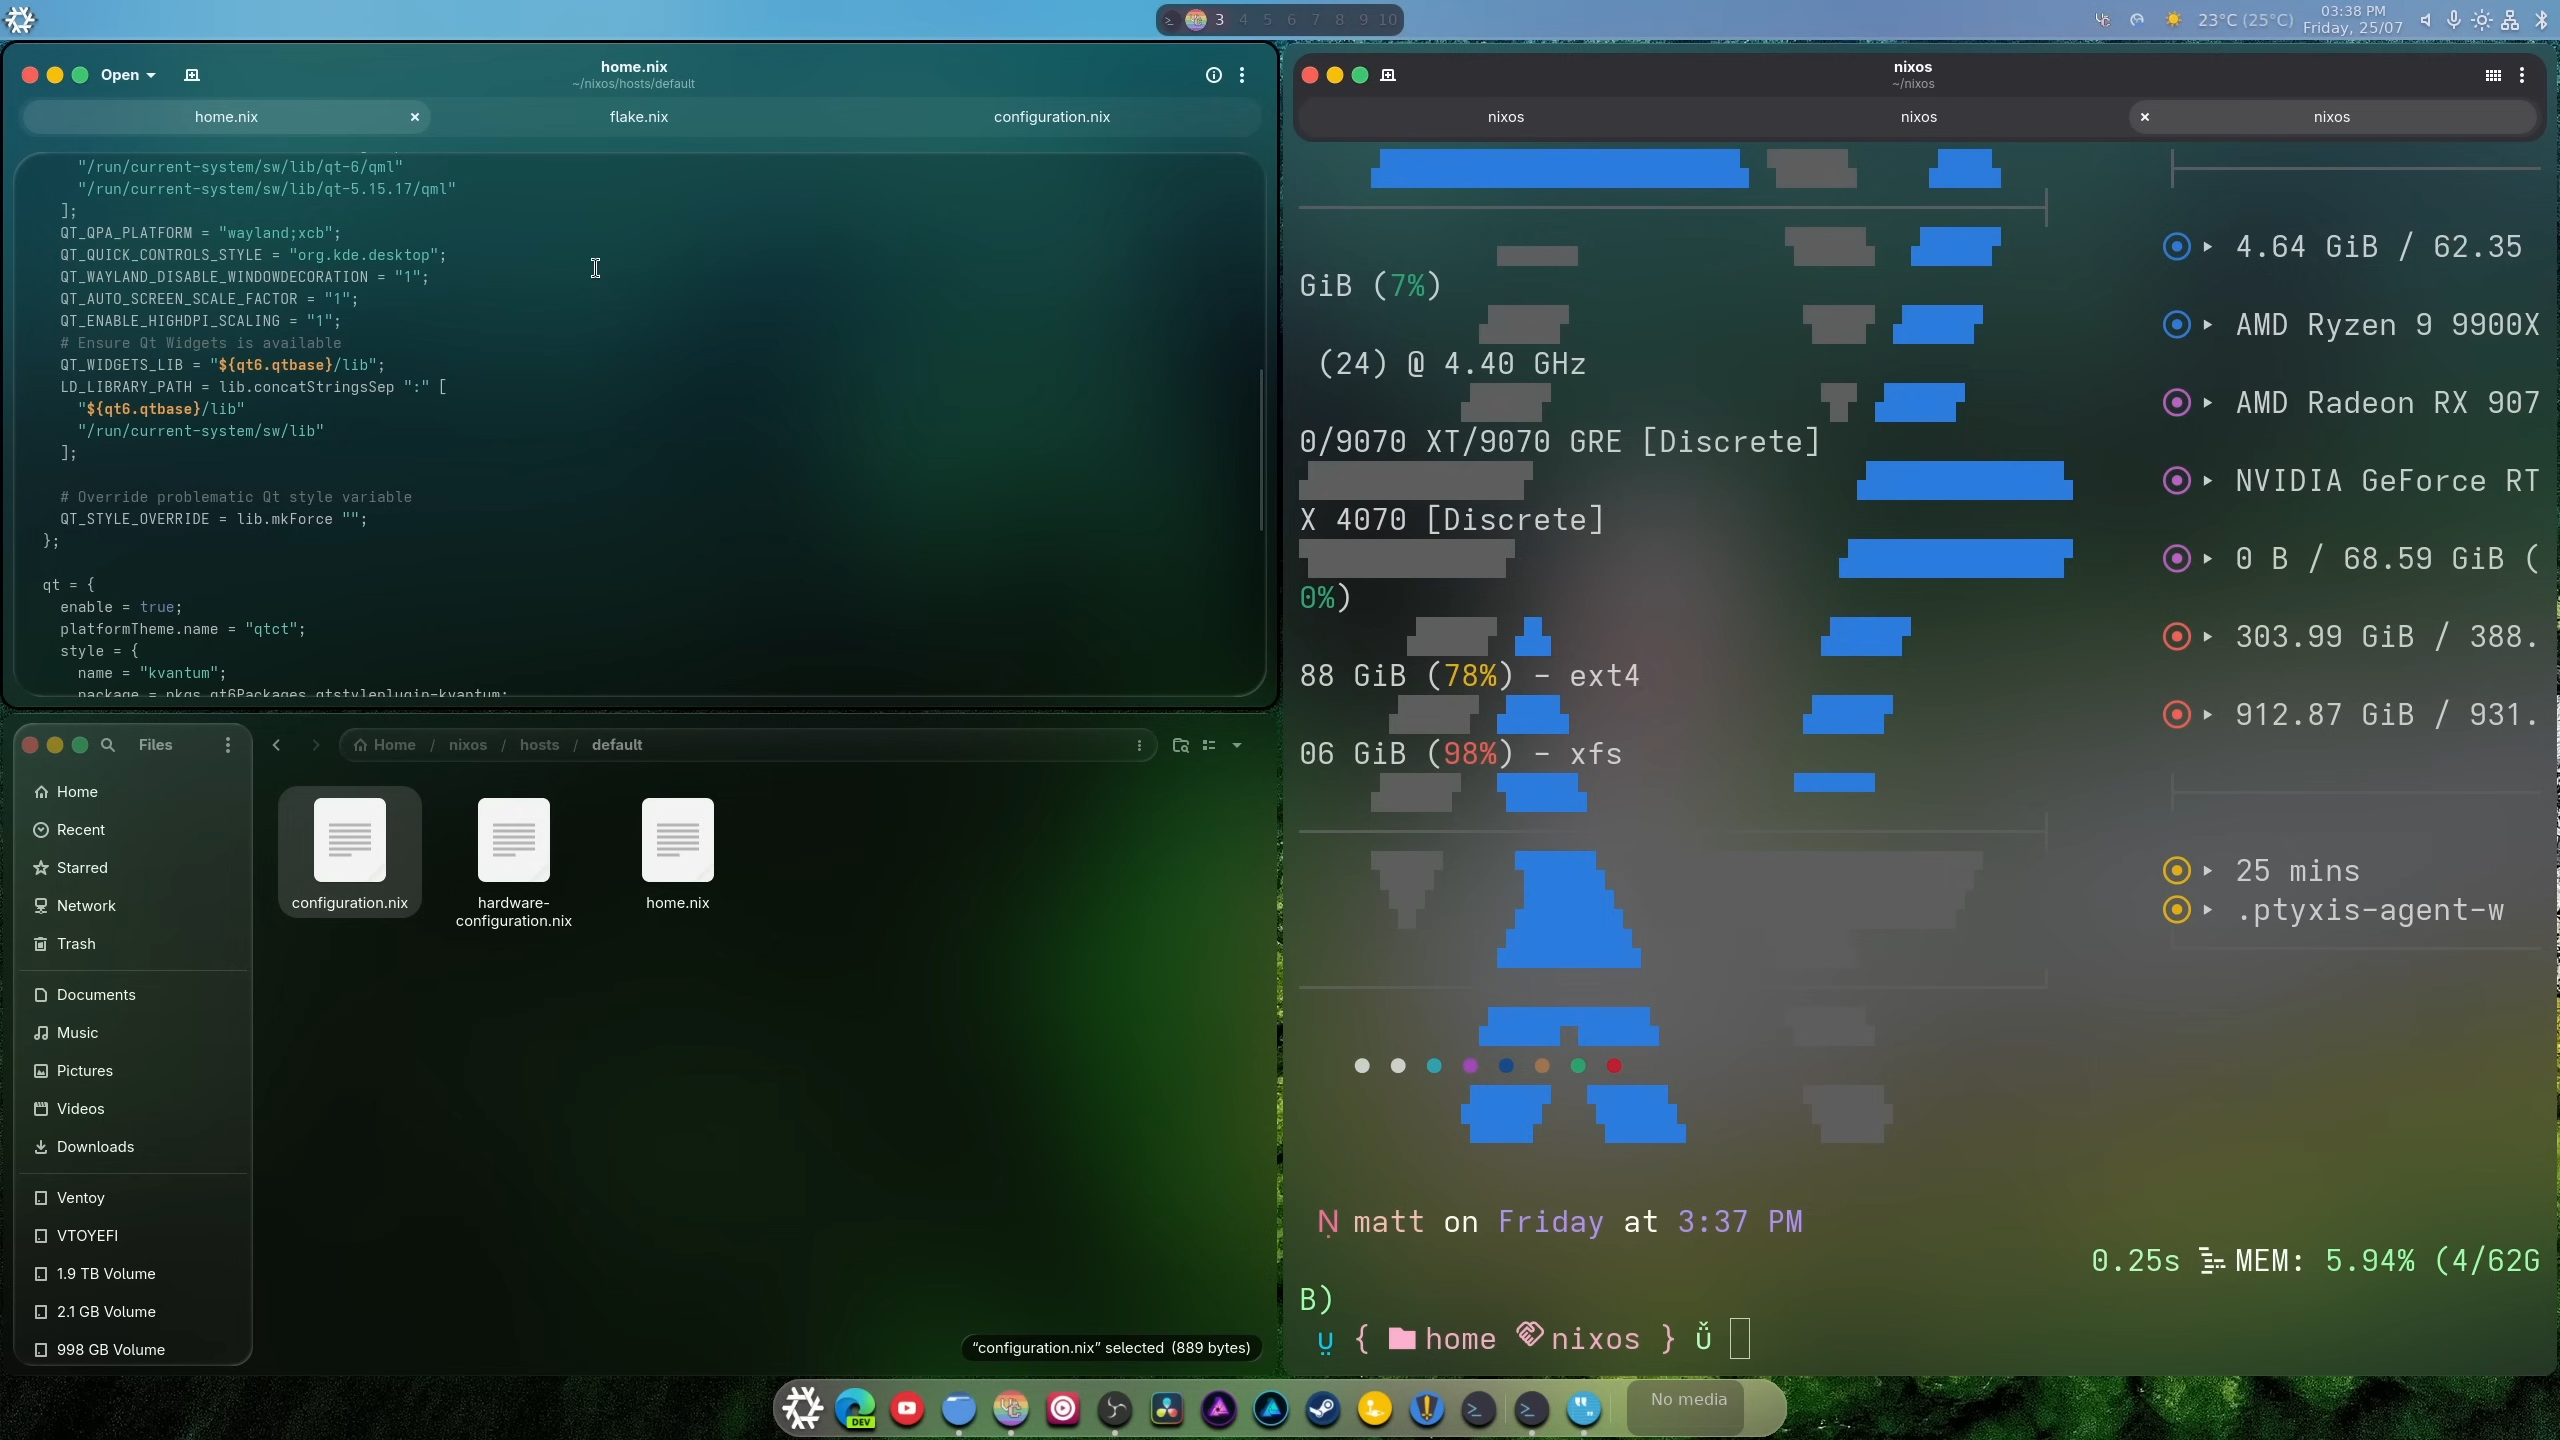 3 4 5 6 7 8 9 10
23°C (25°C)
03:38 PM
Friday, 25/07
Open
home.nix
~/nixos/hosts/default
home.nix
flake.nix
configuration.nix
"/run/current-system/sw/lib/qt-6/qml"
"/run/current-system/sw/lib/qt-5.15.17/qml"
];
QT_QPA_PLATFORM = "wayland;xcb";
QT_QUICK_CONTROLS_STYLE = "org.kde.desktop";
QT_WAYLAND_DISABLE_WINDOWDECORATION = "1";
QT_AUTO_SCREEN_SCALE_FACTOR = "1";
QT_ENABLE_HIGHDPI_SCALING = "1";
# Ensure Qt Widgets is available
QT_WIDGETS_LIB = "${qt6.qtbase}/lib";
LD_LIBRARY_PATH = lib.concatStringsSep ":" [
"${qt6.qtbase}/lib"
"/run/current-system/sw/lib"
];
# Override problematic Qt style variable
QT_STYLE_OVERRIDE = lib.mkForce "";
};
qt = {
enable = true;
platformTheme.name = "qtct";
style = {
name = "kvantum";
package = pkgs.qt6Packages.qtstyleplugin-kvantum;
Files
Home
Recent
Starred
Network
Trash
Documents
Music
Pictures
Videos
Downloads
Ventoy
VTOYEFI
1.9 TB Volume
2.1 GB Volume
998 GB Volume
Home / nixos / hosts / default
configuration.nix
hardware-
configuration.nix
home.nix
“configuration.nix” selected (889 bytes)
nixos
~/nixos
nixos
nixos
nixos
4.64 GiB / 62.35
GiB (7%)
AMD Ryzen 9 9900X
(24) @ 4.40 GHz
AMD Radeon RX 907
0/9070 XT/9070 GRE [Discrete]
NVIDIA GeForce RT
X 4070 [Discrete]
0 B / 68.59 GiB (
0%)
303.99 GiB / 388.
88 GiB (78%) - ext4
912.87 GiB / 931.
06 GiB (98%) - xfs
25 mins
.ptyxis-agent-w
Ṇ matt on Friday at 3:37 PM
0.25s MEM: 5.94% (4/62G
B)
ṳ { home nixos } ǚ
DEV
No media